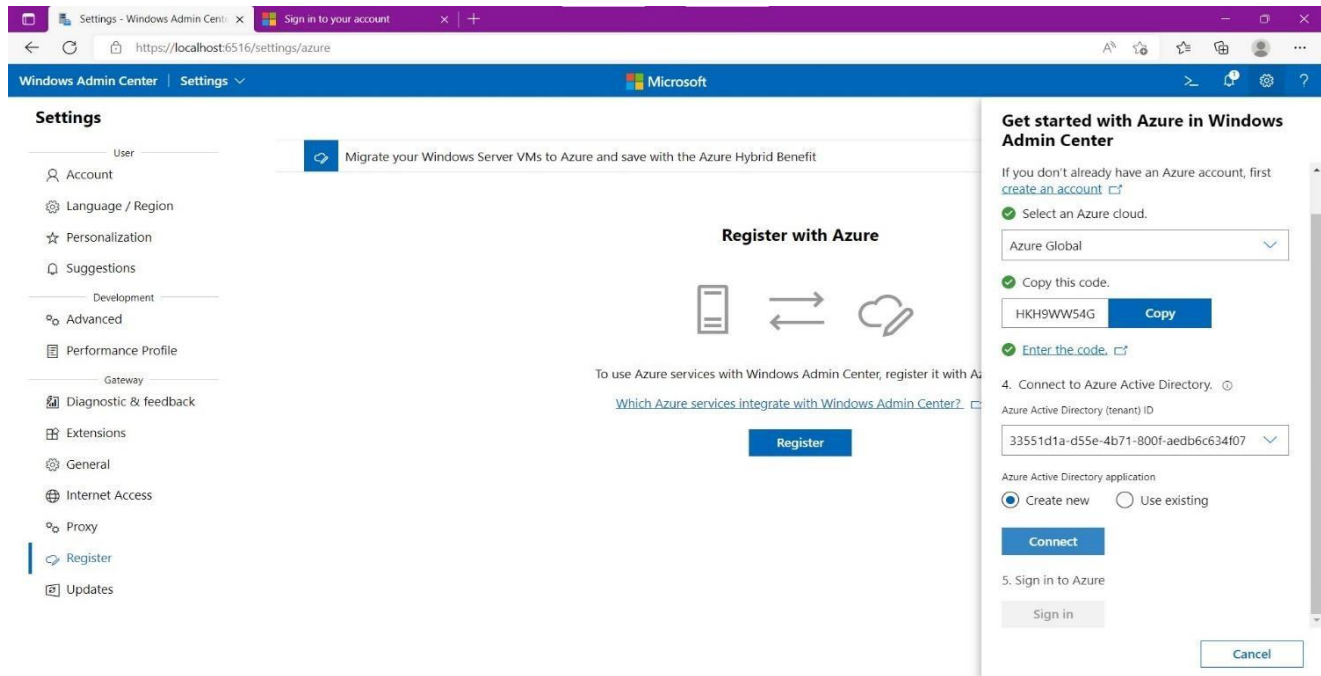 Settings - Windows Admin Cent
Sign in to your account
https://localhost:6516/settings/azure
Windows Admin Center | Settings
Microsoft
Settings
User
Account
Language / Region
Personalization
Suggestions
Development
Advanced
Performance Profile
Gateway
Diagnostic & feedback
Extensions
General
Internet Access
Proxy
Register
Updates
Migrate your Windows Server VMs to Azure and save with the Azure Hybrid Benefit
Register with Azure
To use Azure services with Windows Admin Center, register it with Az
Which Azure services integrate with Windows Admin Center?
Register
Get started with Azure in Windows
Admin Center
If you don't already have an Azure account, first
create an account
Select an Azure cloud.
Azure Global
Copy this code.
HKH9WW54G Copy
Enter the code.
4. Connect to Azure Active Directory.
Azure Active Directory (tenant) ID
33551d1a-d55e-4b71-800f-aedb6c634f07
Azure Active Directory application
Create new Use existing
Connect
5. Sign in to Azure
Sign in
Cancel